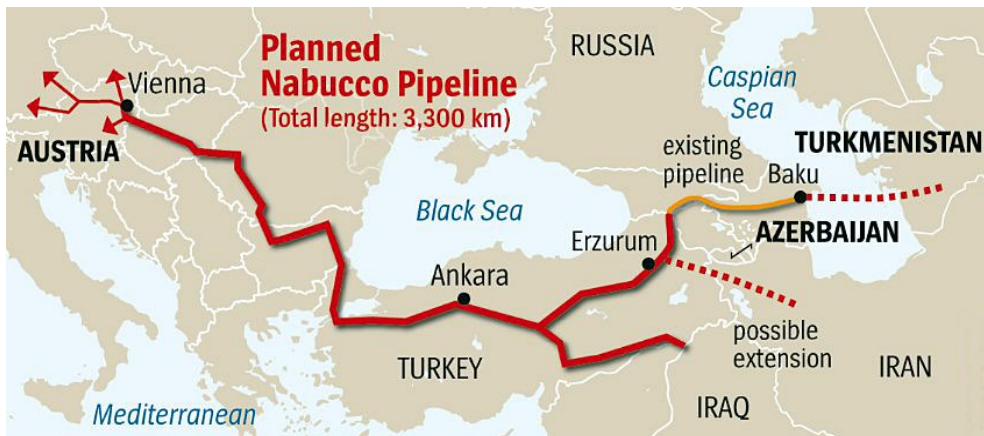 Planned
Nabucco Pipeline
(Total length: 3,300 km)
RUSSIA
Caspian
Sea
Vienna
AUSTRIA
TURKMENISTAN
existing
pipeline
Baku
Black Sea
AZERBAIJAN
Erzurum
Ankara
possible
extension
TURKEY
IRAN
IRAQ
Mediterranean